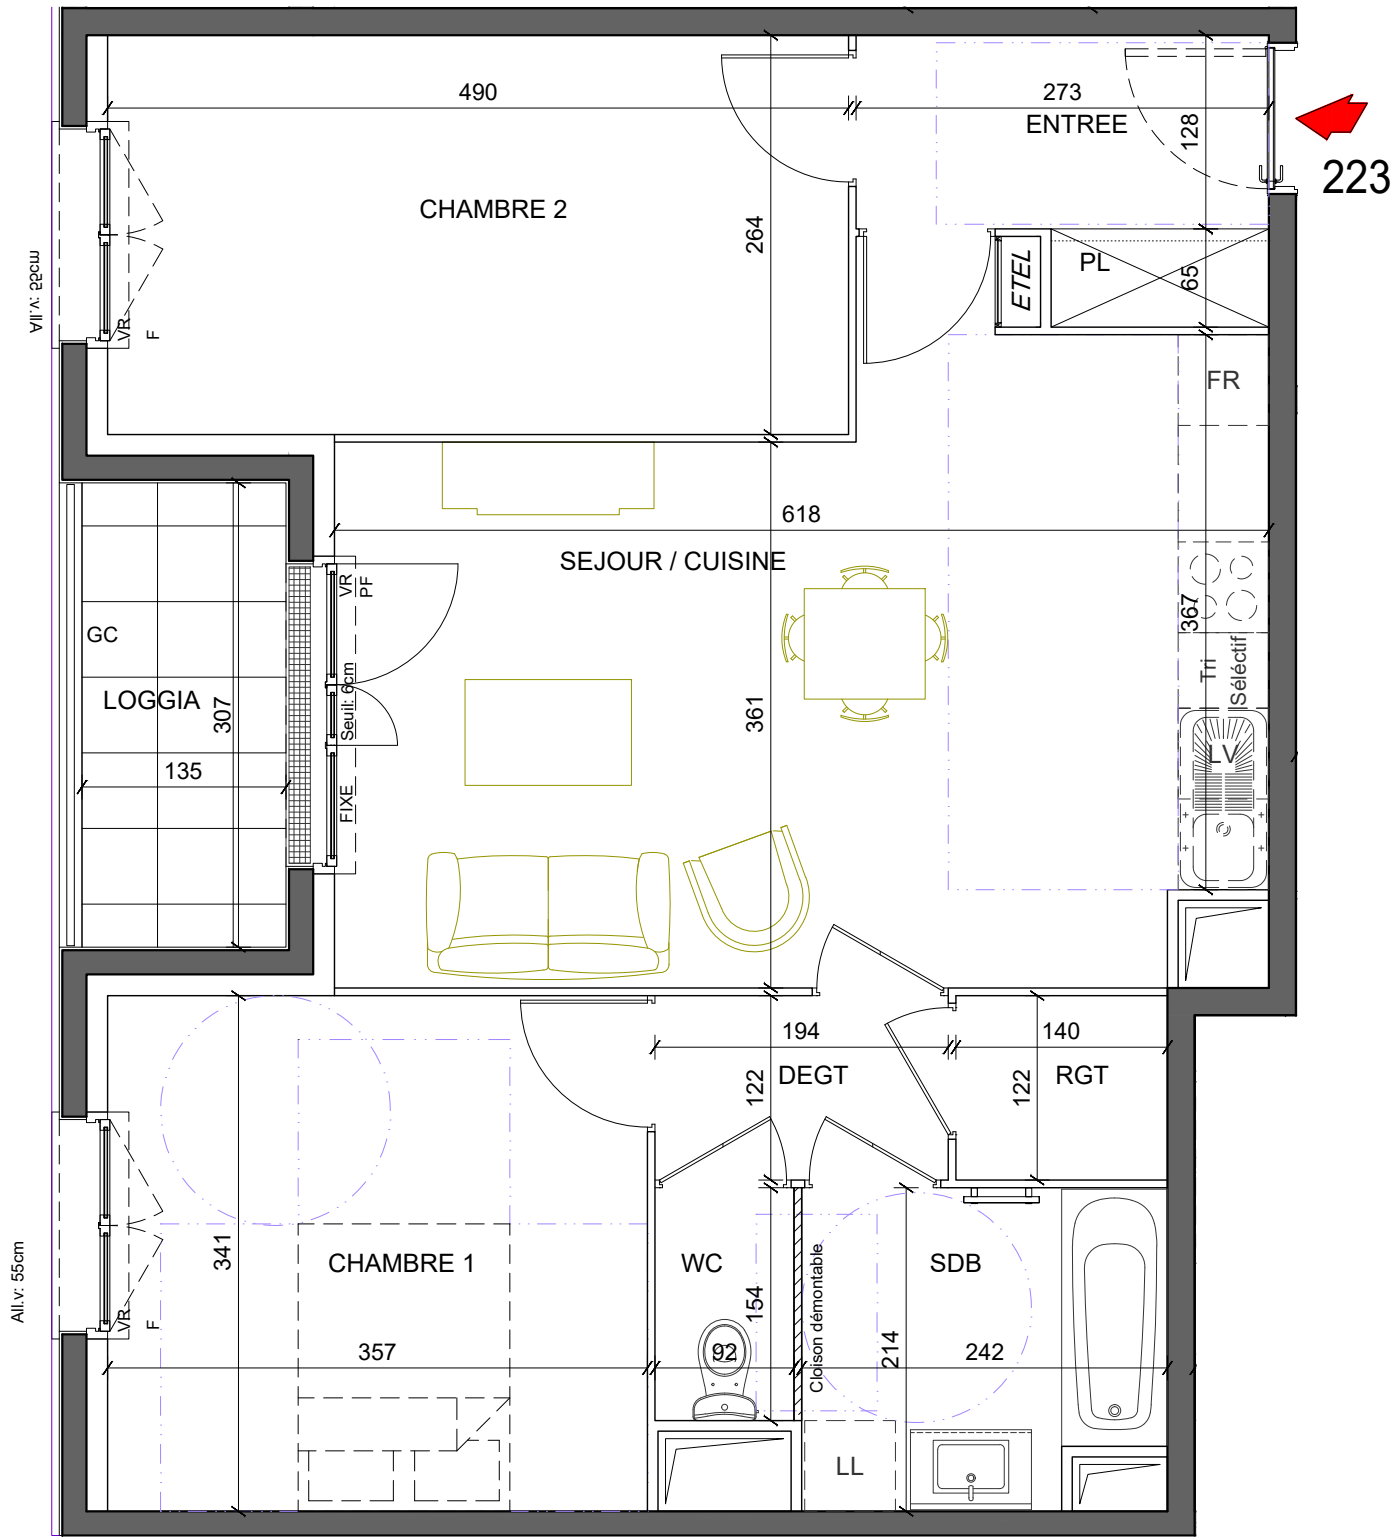 490
273
ENTREE
128
223
CHAMBRE 2
264
All.v: 55cm
VR
F
ETEL
PL
65
FR
618
SEJOUR / CUISINE
VR
PF
367
GC
Tri
Séléctif
LOGGIA
307
Seuil: 6cm
361
LV
135
FIXE
194
140
DEGT
RGT
122
122
CHAMBRE 1
341
WC
154
Cloison démontable
SDB
All.v: 55cm
VR
F
357
92
214
242
LL